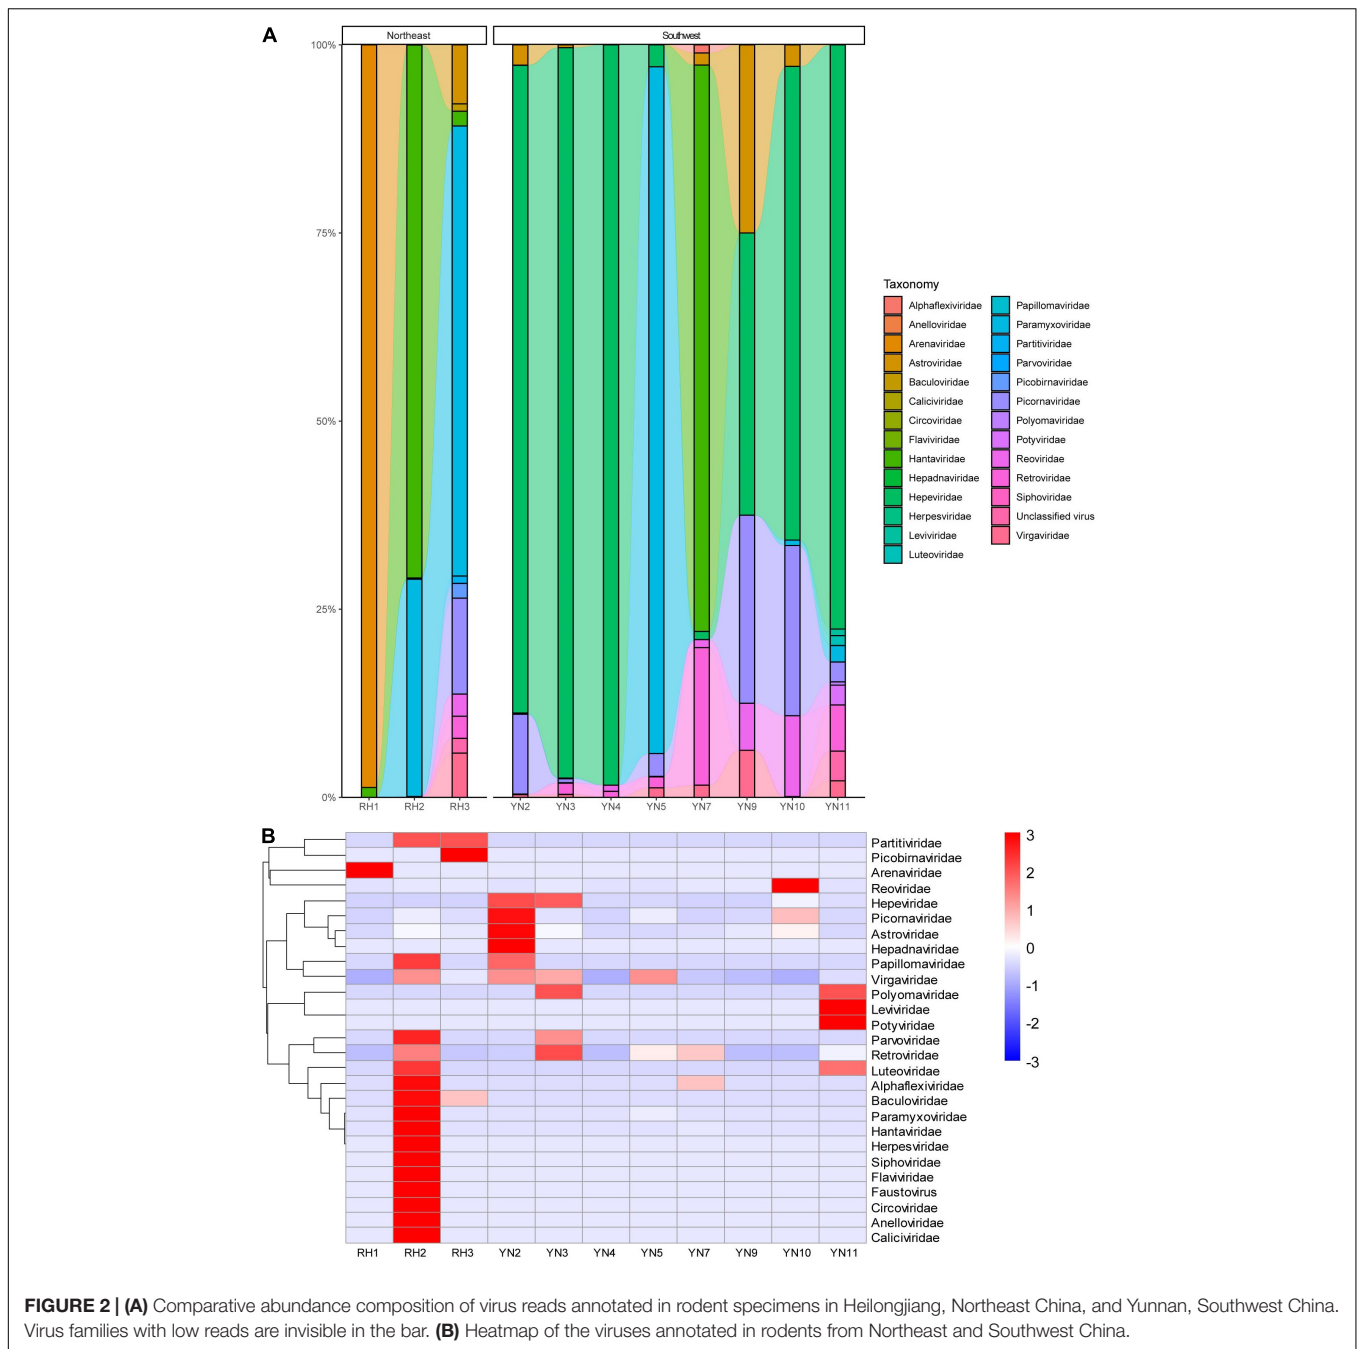 A
Northeast Southwest
100%
75%
50%
25%
0%
RH1 RH2 RH3 YN2 YN3 YN4 YN5 YN7 YN9 YN10 YN11
Taxonomy
Alphaflexiviridae Papillomaviridae
Anelloviridae Paramyxoviridae
Arenaviridae Partitiviridae
Astroviridae Parvoviridae
Baculoviridae Picobirnaviridae
Caliciviridae Picornaviridae
Circoviridae Polyomaviridae
Flaviviridae Potyviridae
Hantaviridae Reoviridae
Hepadnaviridae Retroviridae
Hepeviridae Siphoviridae
Herpesviridae Unclassified virus
Leviviridae Virgaviridae
Luteoviridae
B
Partitiviridae
Picobirnaviridae
Arenaviridae
Reoviridae
Hepeviridae
Picornaviridae
Astroviridae
Hepadnaviridae
Papillomaviridae
Virgaviridae
Polyomaviridae
Leviviridae
Potyviridae
Parvoviridae
Retroviridae
Luteoviridae
Alphaflexiviridae
Baculoviridae
Paramyxoviridae
Hantaviridae
Herpesviridae
Siphoviridae
Flaviviridae
Faustovirus
Circoviridae
Anelloviridae
Caliciviridae
3
2
1
0
-1
-2
-3
RH1 RH2 RH3 YN2 YN3 YN4 YN5 YN7 YN9 YN10 YN11
FIGURE 2 | (A) Comparative abundance composition of virus reads annotated in rodent specimens in Heilongjiang, Northeast China, and Yunnan, Southwest China.
Virus families with low reads are invisible in the bar. (B) Heatmap of the viruses annotated in rodents from Northeast and Southwest China.